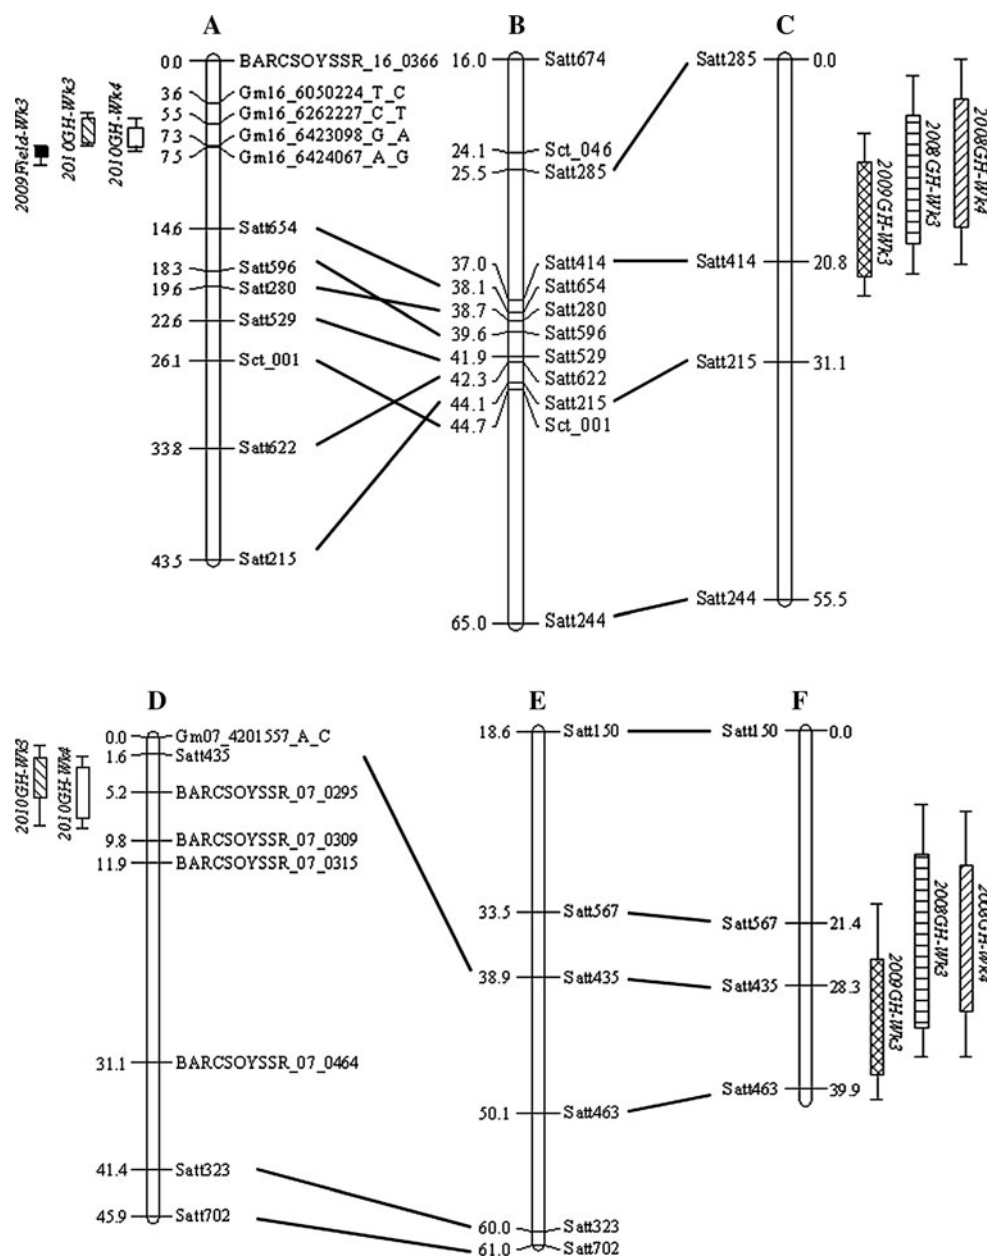 A
B
C
0.0 BARCSOYSSR_16_0366
3.6 Gm16_6050224_T_C
5.5 Gm16_6262227_C_T
7.3 Gm16_6423098_G_A
7.5 Gm16_6424067_A_G
14.6 Satt654
18.3 Satt596
19.6 Satt280
22.6 Satt529
26.1 Sct_001
33.8 Satt622
43.5 Satt215
2009Field-Wk3
2010GH-Wk3
2010GH-Wk4
16.0 Satt674
24.1 Sct_046
25.5 Satt285
37.0 Satt414
38.1 Satt654
38.7 Satt280
39.6 Satt596
41.9 Satt529
42.3 Satt622
44.1 Satt215
44.7 Sct_001
65.0 Satt244
Satt285 0.0
Satt414 20.8
Satt215 31.1
Satt244 55.5
2009GH-Wk3
2008GH-Wk3
2008GH-Wk4
D
E
F
0.0 Gm07_4201557_A_C
1.6 Satt435
5.2 BARCSOYSSR_07_0295
9.8 BARCSOYSSR_07_0309
11.9 BARCSOYSSR_07_0315
31.1 BARCSOYSSR_07_0464
41.4 Satt323
45.9 Satt702
2010GH-Wk3
2010GH-Wk4
18.6 Satt150
33.5 Satt567
38.9 Satt435
50.1 Satt463
60.0 Satt323
61.0 Satt702
Satt150 0.0
Satt567 21.4
Satt435 28.3
Satt463 39.9
2009GH-Wk3
2008GH-Wk3
2008GH-Wk4